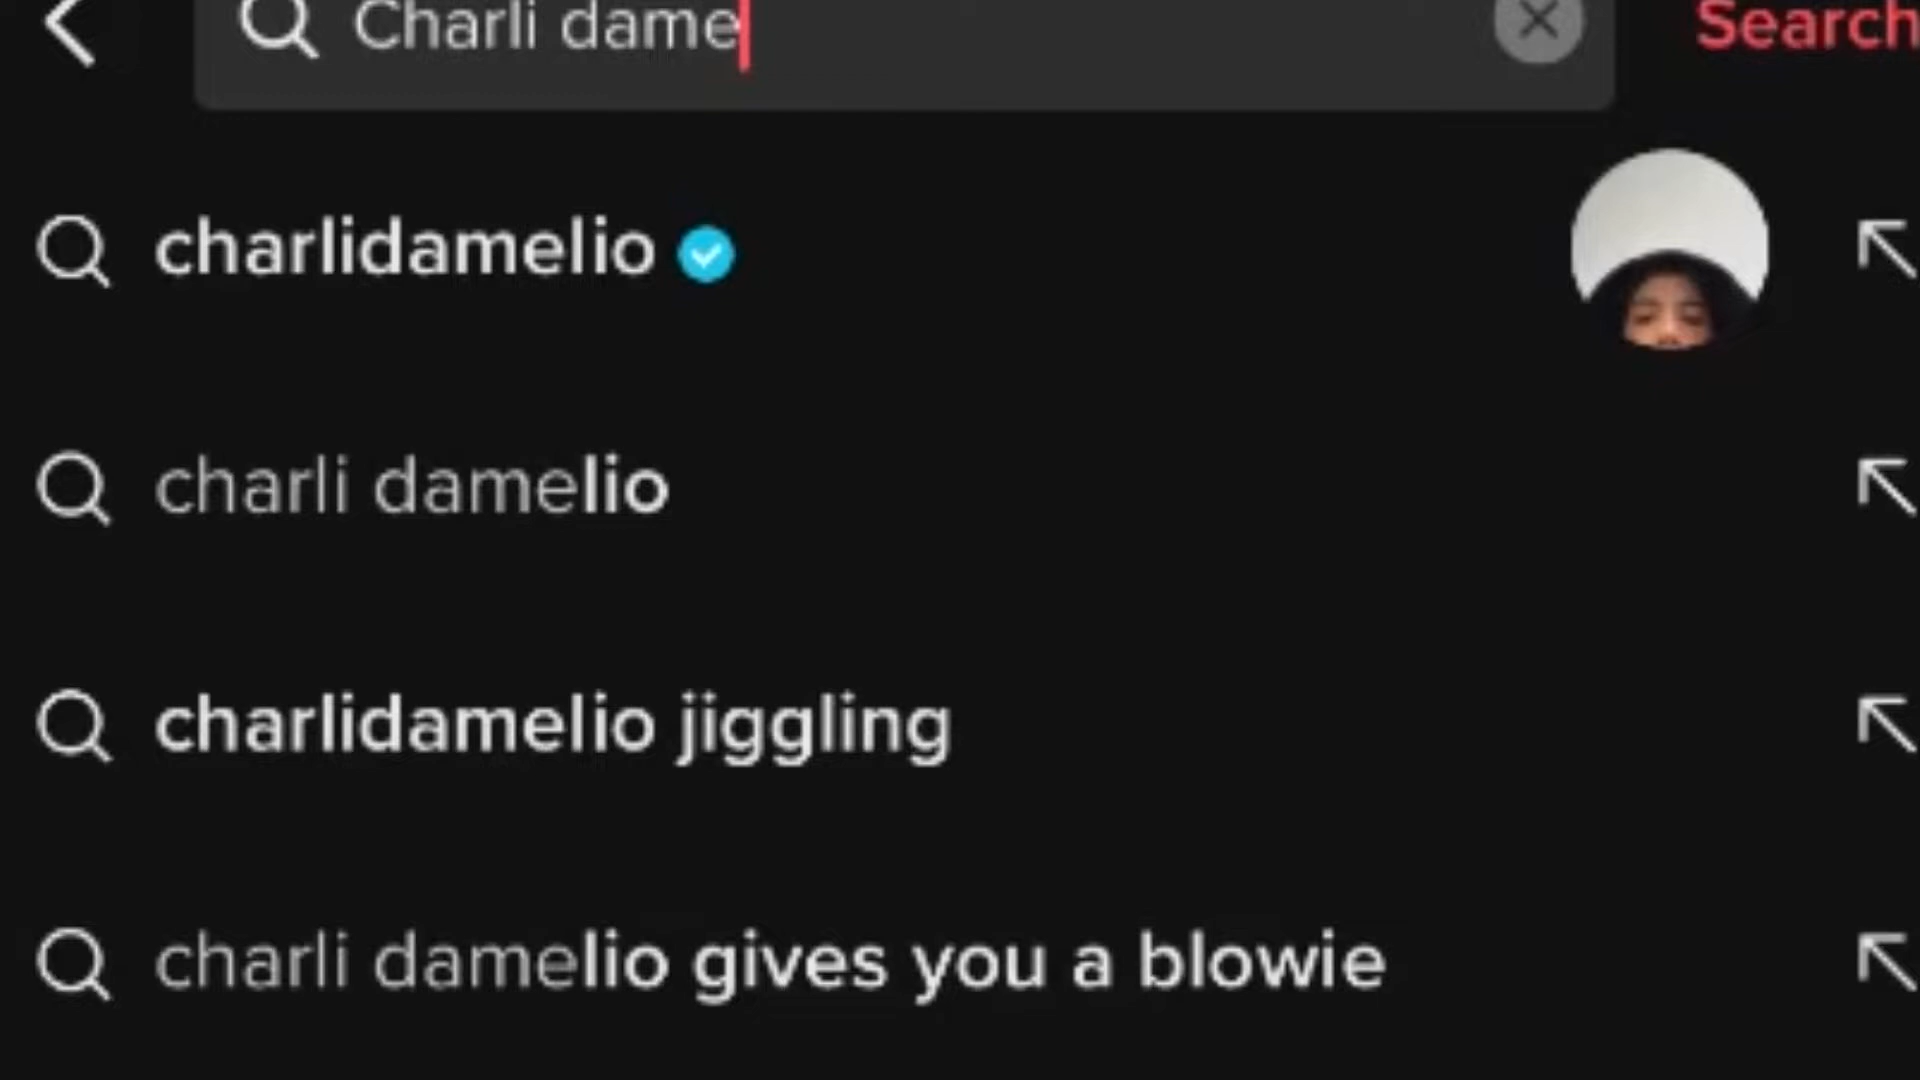 Charli dame
Search
charlidamelio
charli damelio
charlidamelio jiggling
charli damelio gives you a blowie